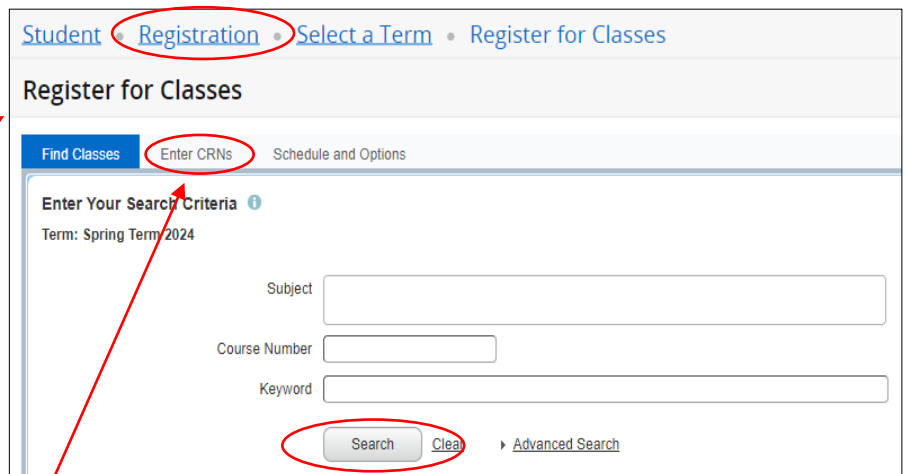 Student • Registration • Select a Term • Register for Classes
Register for Classes
Find Classes Enter CRNs Schedule and Options
Enter Your Search Criteria
Term: Spring Term 2024
Subject
Course Number
Keyword
Search Clear Advanced Search